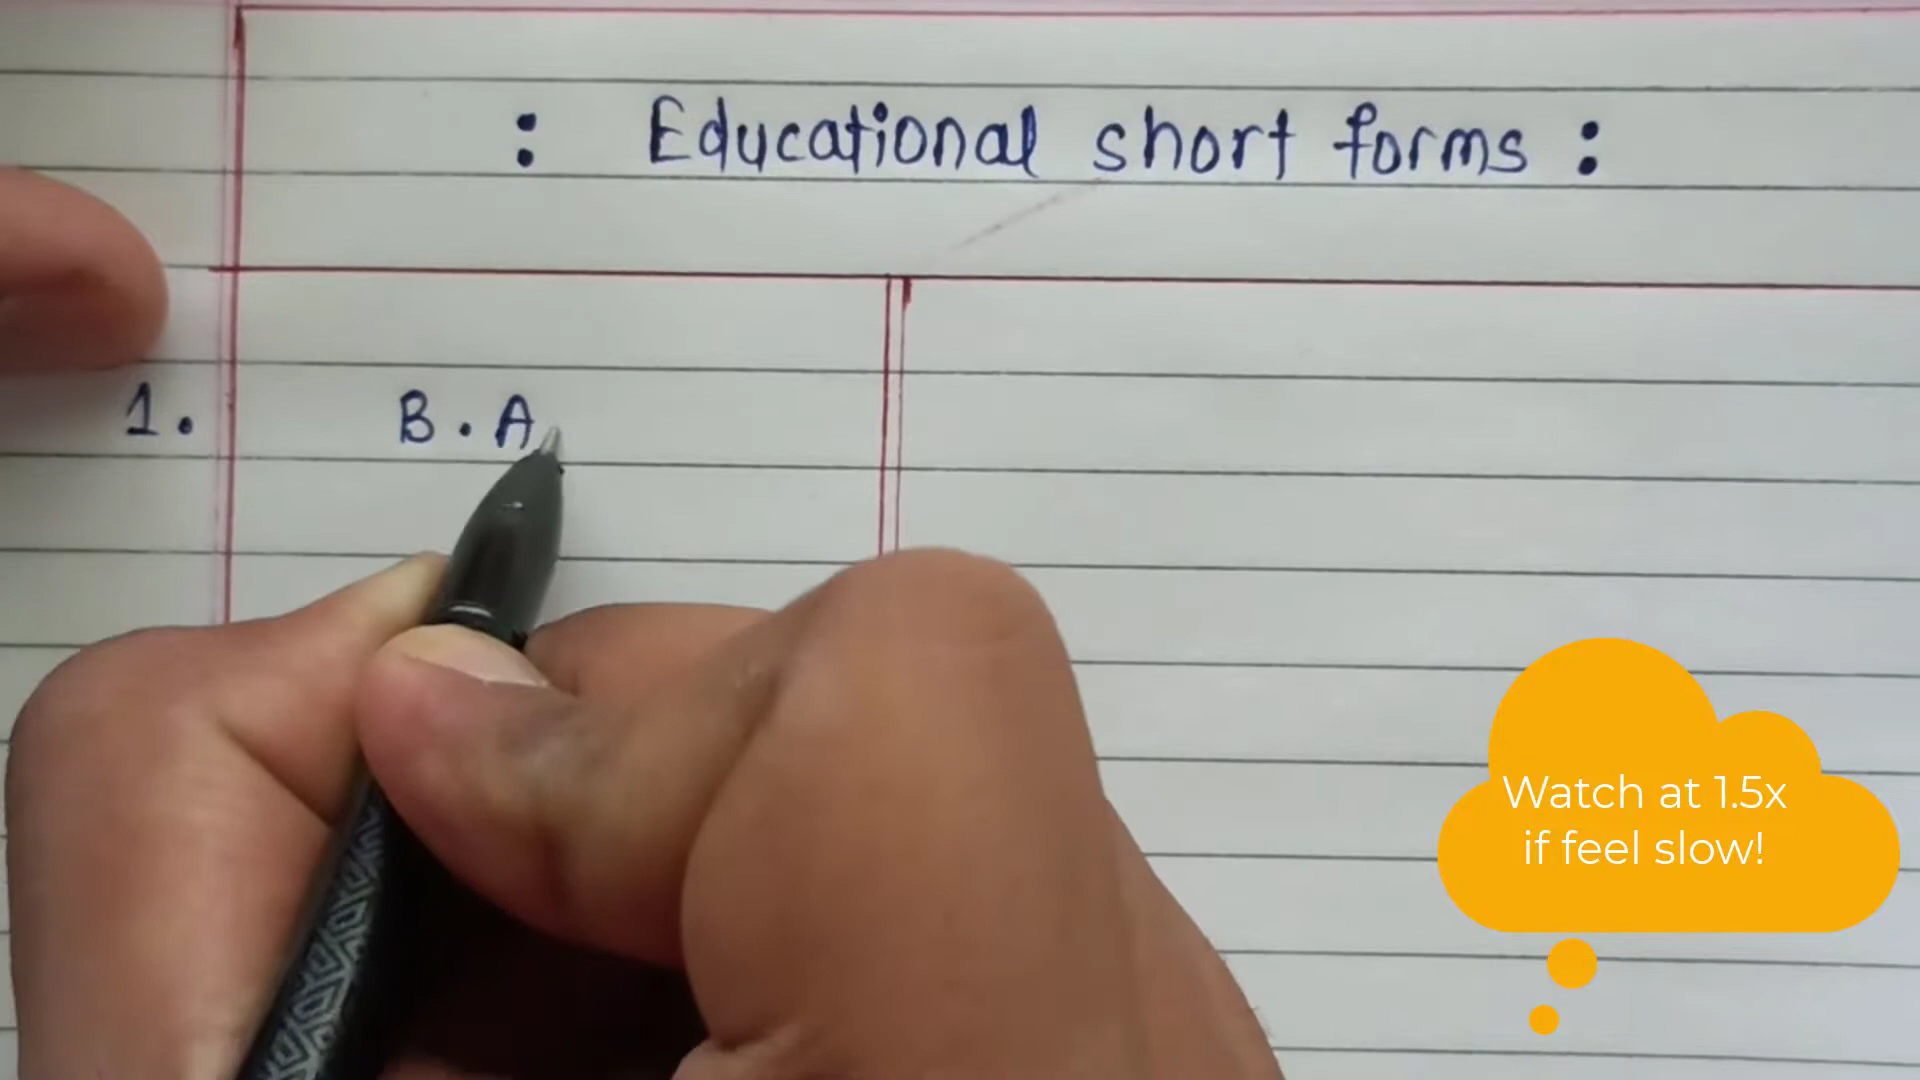 : Educational short forms :
1. B.A
Watch at 1.5x
if feel slow!